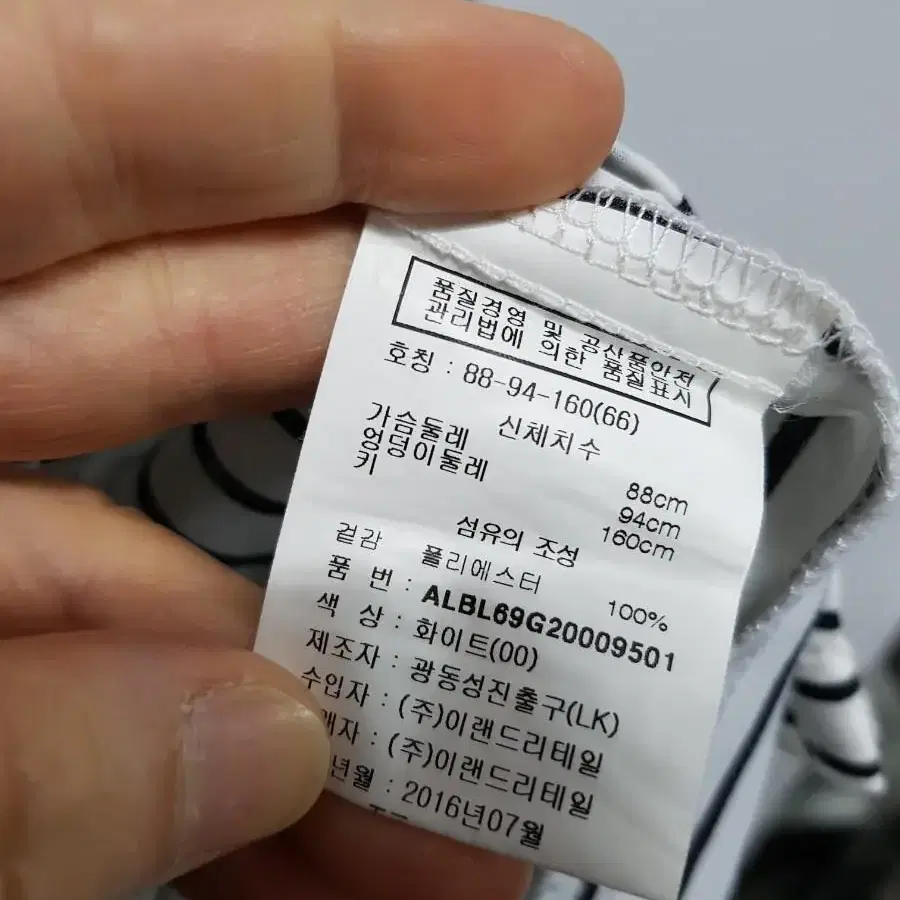 품질경영 및 공산품안전
관리법에 의한 품질표시
호칭 : 88-94-160(66)
신체치수
가슴둘레 88cm
엉덩이둘레 94cm
키 160cm
섬유의 조성
겉감 폴리에스터 100%
품 번 : ALBL69G20009501
색 상 : 화이트(00)
제조자 : 광동성진출구(LK)
수입자 : (주)이랜드리테일
매자 : (주)이랜드리테일
년월 : 2016년07월